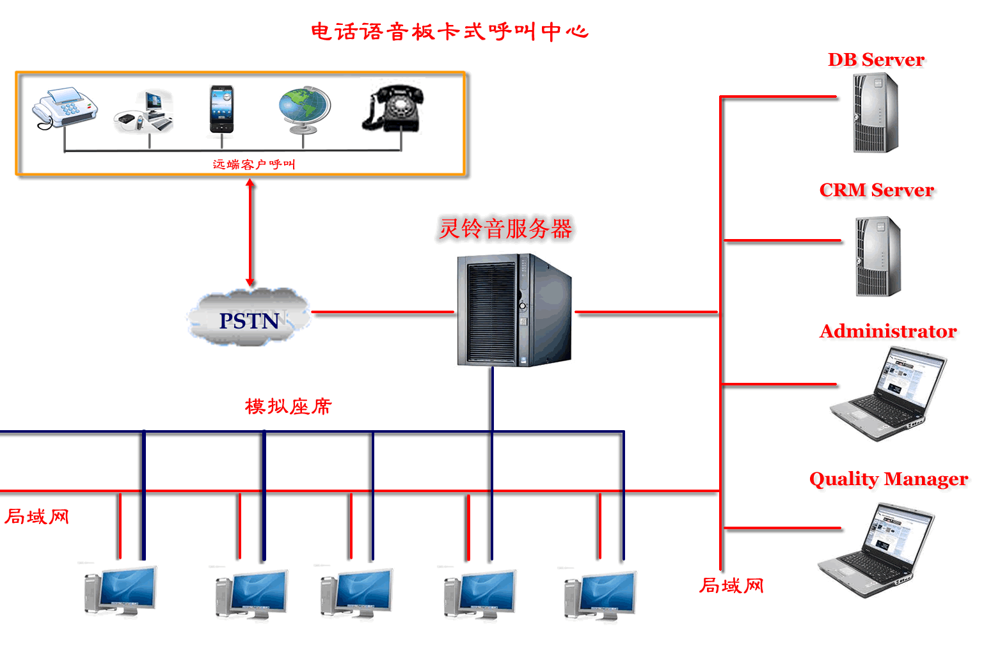 电话语音板卡式呼叫中心
DB Server
远端客户呼叫
CRM Server
灵铃音服务器
PSTN
Administrator
模拟座席
Quality Manager
局域网
局域网